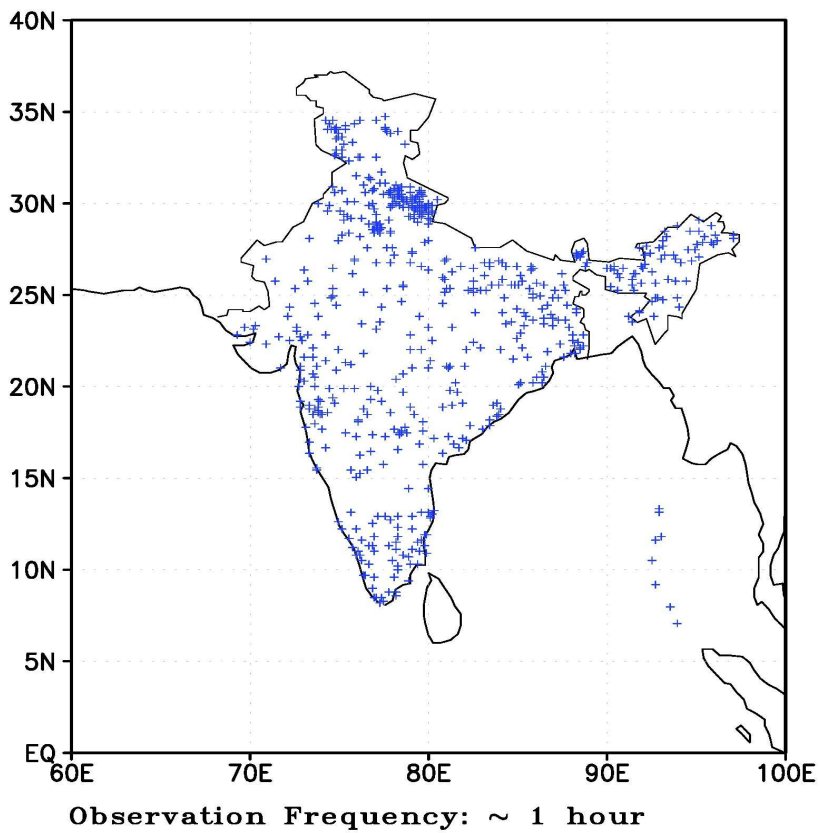 40N
35N
30N
25N
20N
15N
10N
5N
EQ
60E 70E 80E 90E 100E
Observation Frequency: ~ 1 hour